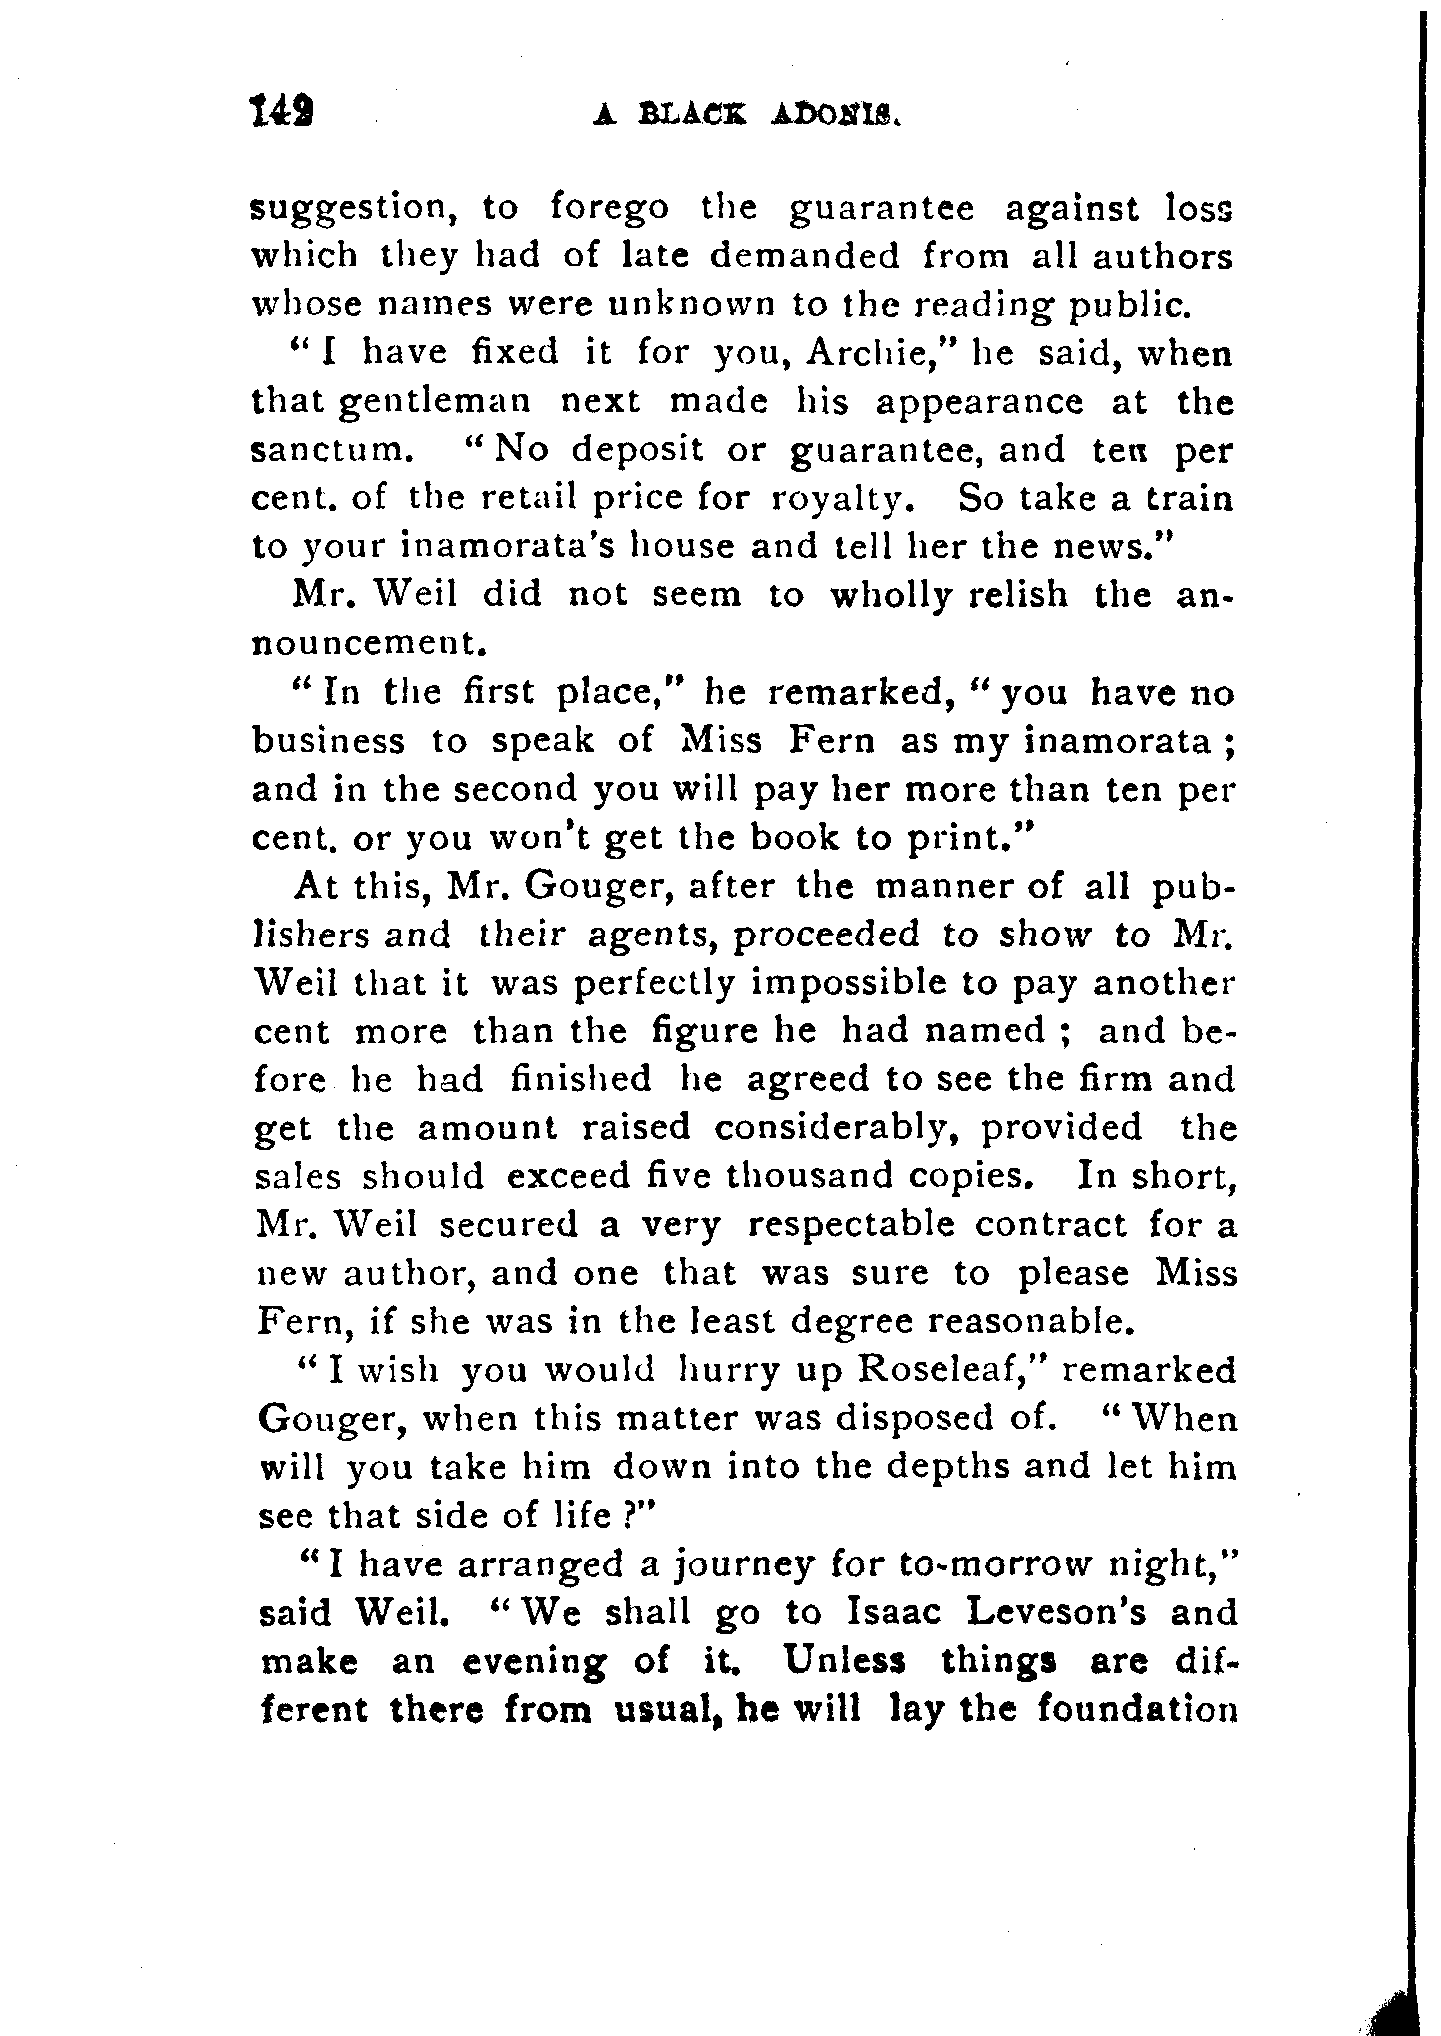 142 A BLACK ADONIS.
suggestion, to forego the guarantee against loss
which they had of late demanded from all authors
whose names were unknown to the reading public.
“ I have fixed it for you, Archie,” he said, when
that gentleman next made his appearance at the
sanctum. “ No deposit or guarantee, and ten per
cent. of the retail price for royalty. So take a train
to your inamorata's house and tell her the news.”
Mr. Weil did not seem to wholly relish the an-
nouncement.
“ In the first place,” he remarked, “ you have no
business to speak of Miss Fern as my inamorata ;
and in the second you will pay her more than ten per
cent. or you won't get the book to print.”
At this, Mr. Gouger, after the manner of all pub-
lishers and their agents, proceeded to show to Mr.
Weil that it was perfectly impossible to pay another
cent more than the figure he had named ; and be-
fore he had finished he agreed to see the firm and
get the amount raised considerably, provided the
sales should exceed five thousand copies. In short,
Mr. Weil secured a very respectable contract for a
new author, and one that was sure to please Miss
Fern, if she was in the least degree reasonable.
“ I wish you would hurry up Roseleaf,” remarked
Gouger, when this matter was disposed of. “ When
will you take him down into the depths and let him
see that side of life ?”
“ I have arranged a journey for to-morrow night,”
said Weil. “ We shall go to Isaac Leveson's and
make an evening of it. Unless things are dif-
ferent there from usual, he will lay the foundation